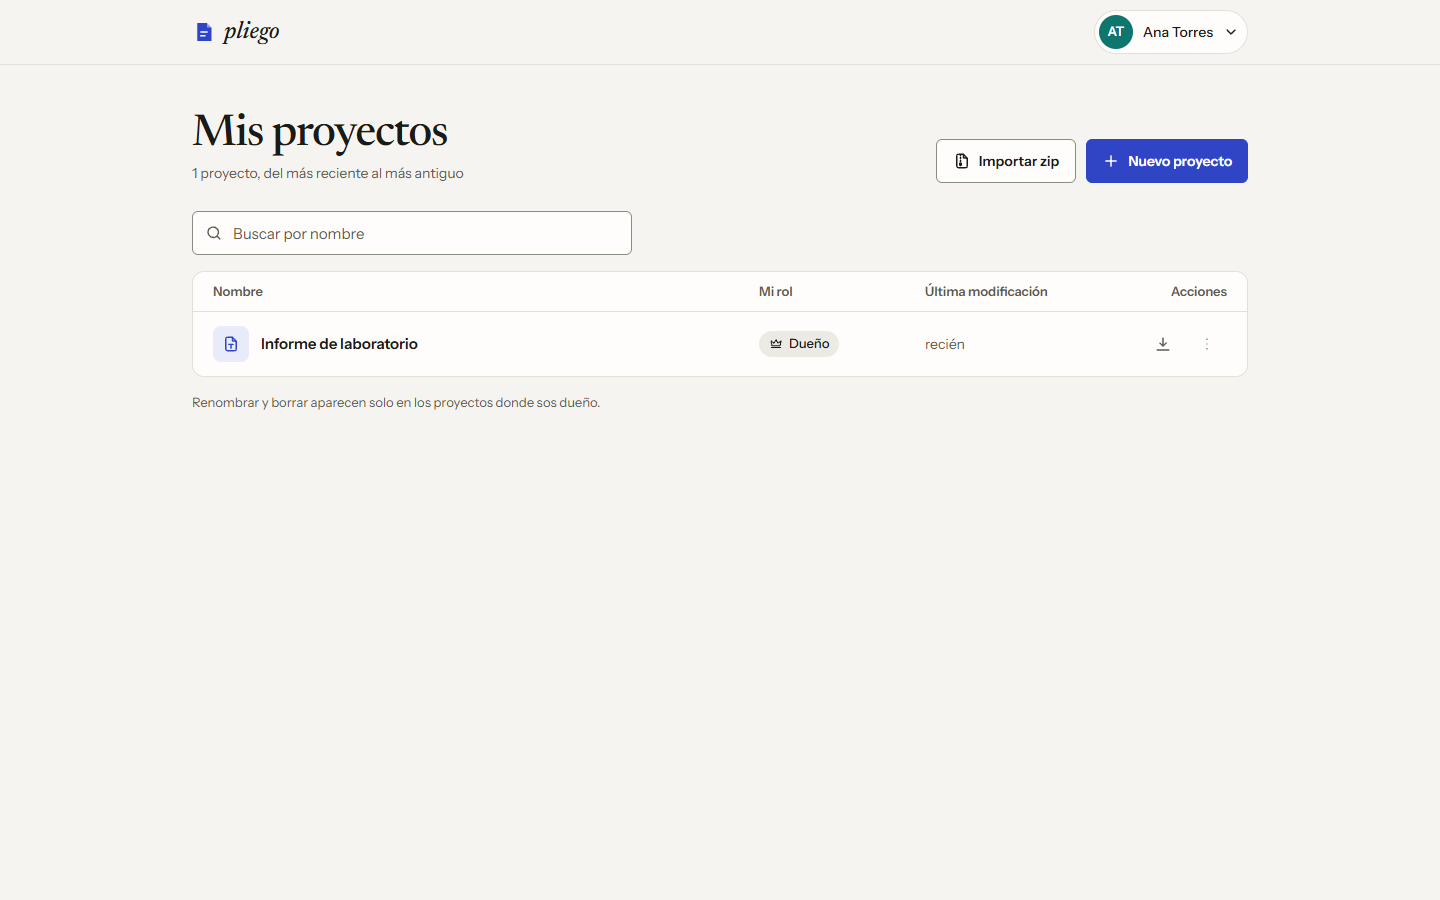 pliego
AT Ana Torres
Mis proyectos
1 proyecto, del más reciente al más antiguo
Importar zip
Nuevo proyecto
Buscar por nombre
Nombre Mi rol Última modificación Acciones
Informe de laboratorio Dueño recién
Renombrar y borrar aparecen solo en los proyectos donde sos dueño.